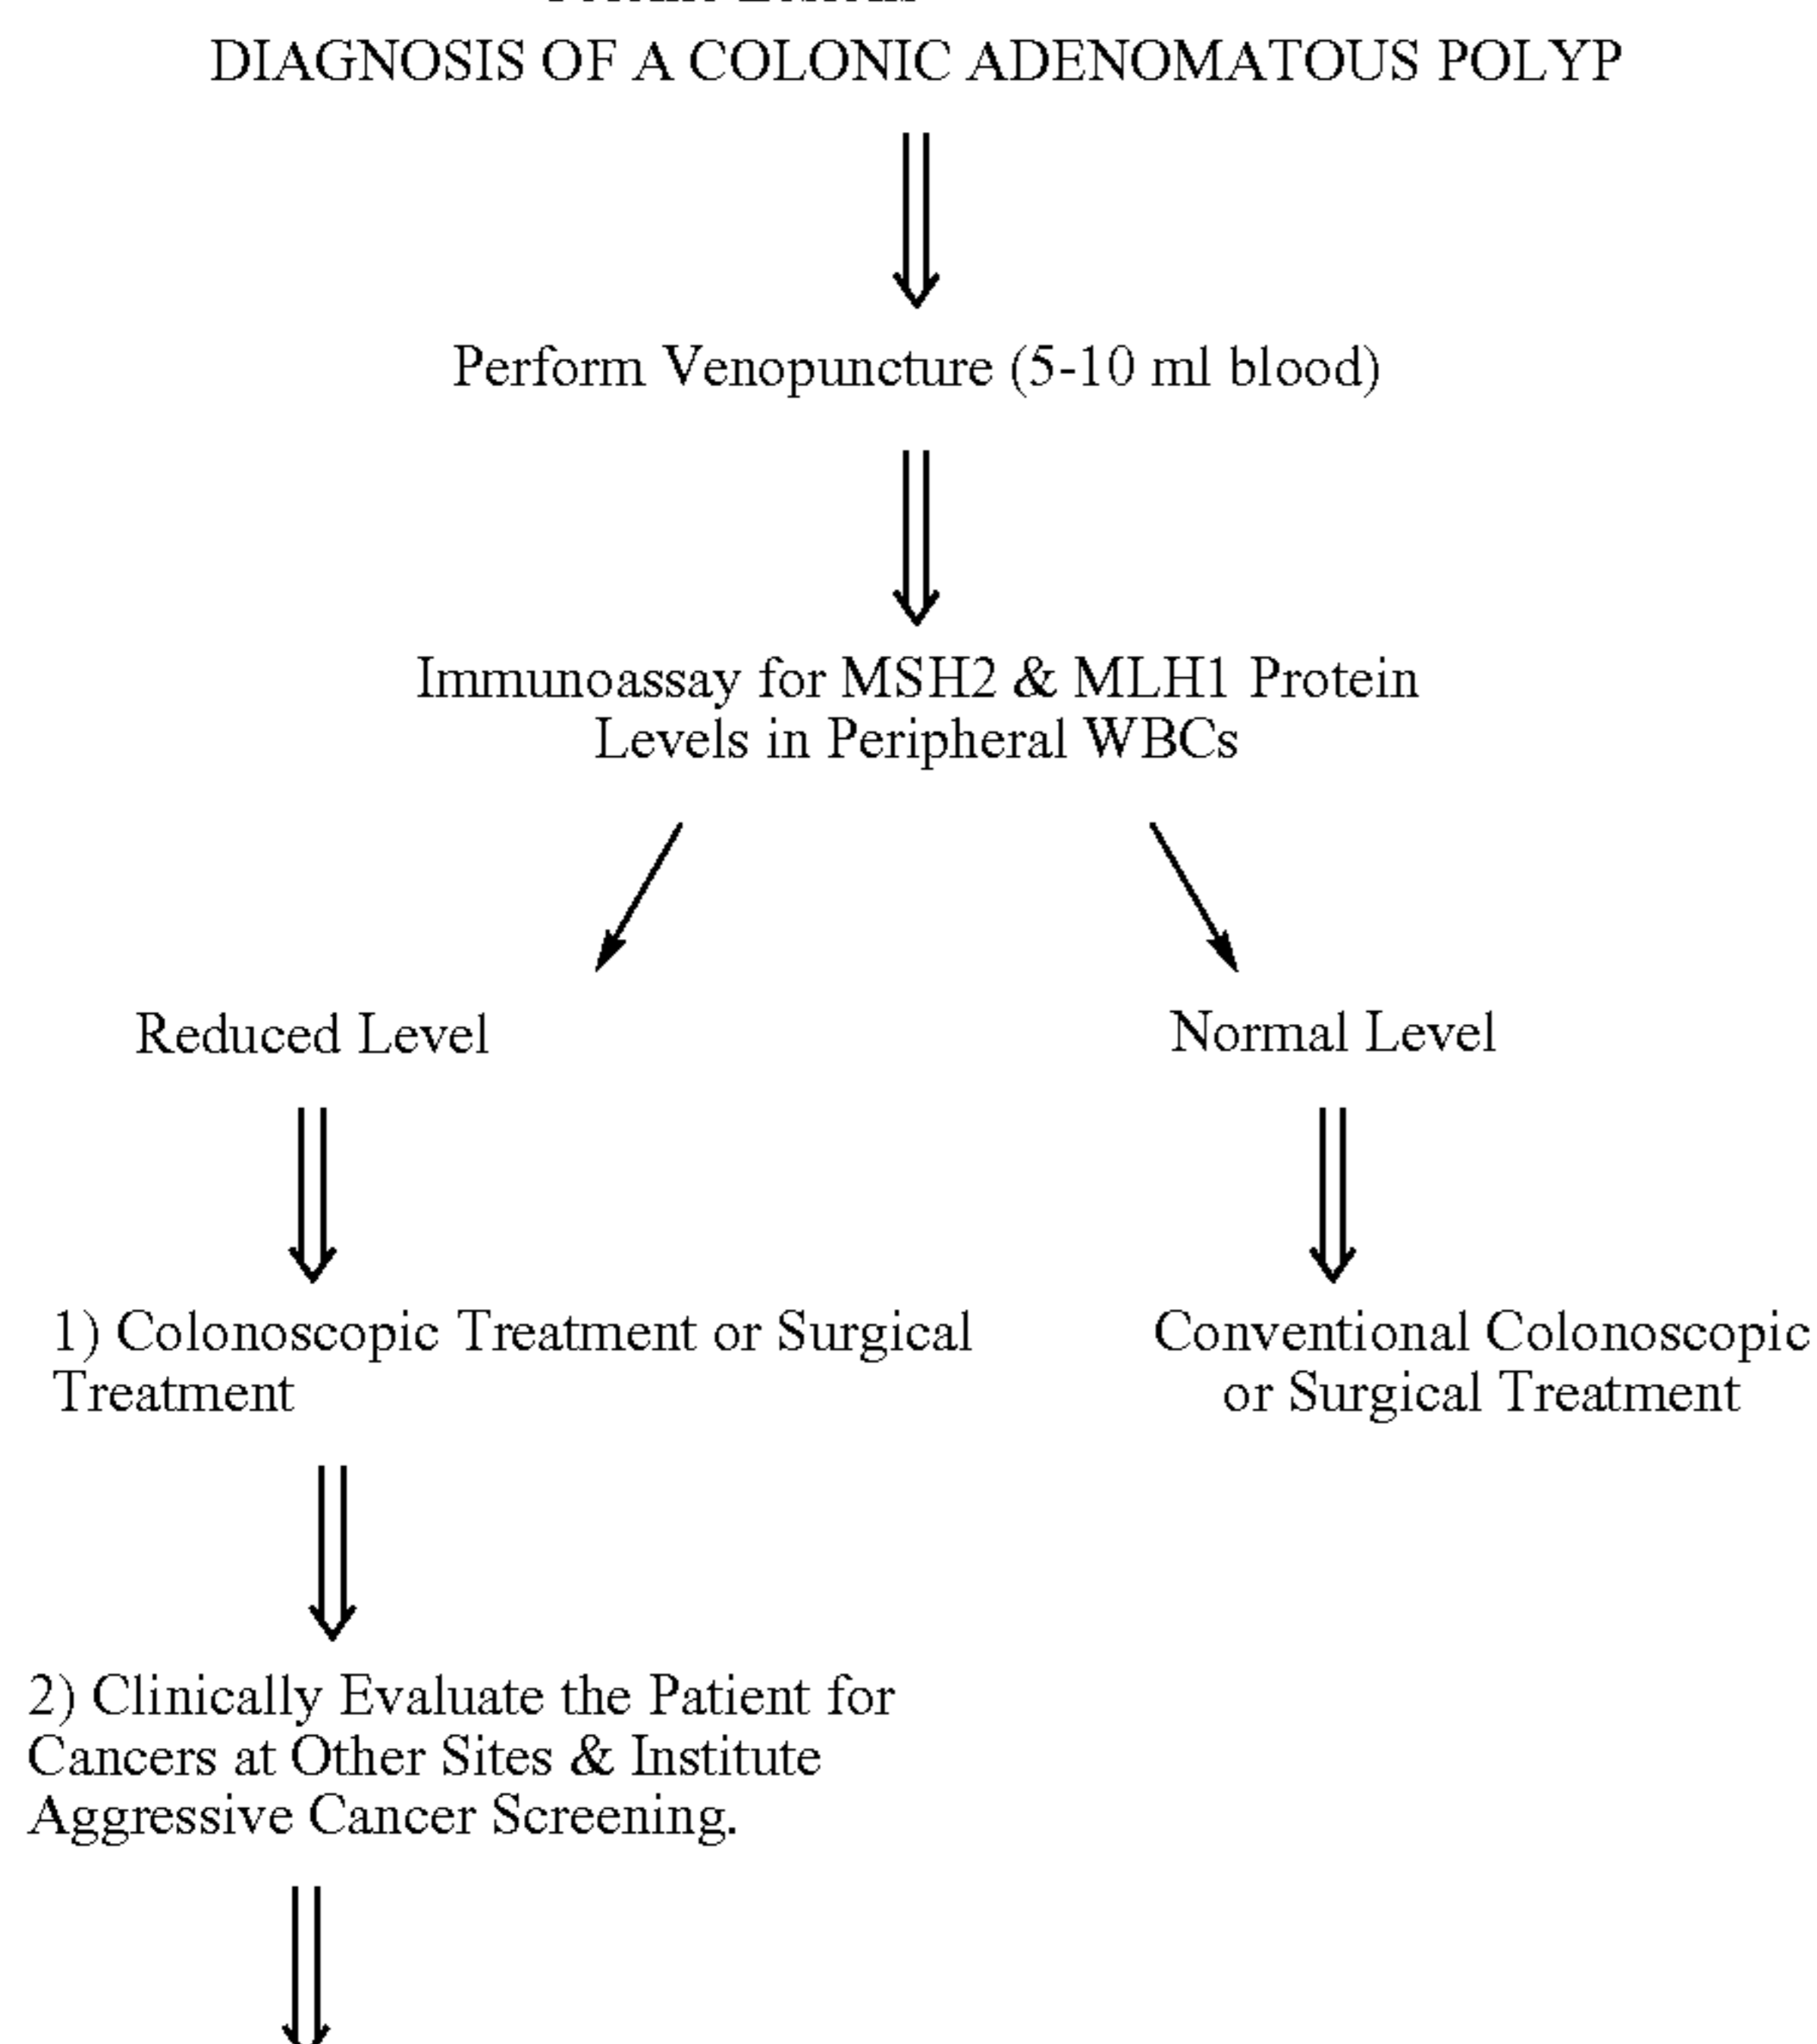 DIAGNOSIS OF A COLONIC ADENOMATOUS POLYP
Perform Venopuncture (5-10 ml blood)
Immunoassay for MSH2 & MLH1 Protein
Levels in Peripheral WBCs
Reduced Level
Normal Level
1) Colonoscopic Treatment or Surgical
Treatment
Conventional Colonoscopic
or Surgical Treatment
2) Clinically Evaluate the Patient for
Cancers at Other Sites & Institute
Aggressive Cancer Screening.